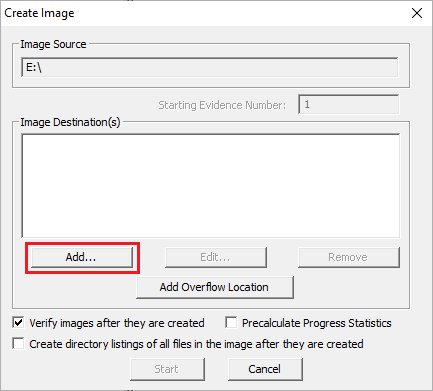 Create Image
Image Source
E:\
Starting Evidence Number: 1
Image Destination(s)
Add... Edit... Remove
Add Overflow Location
Verify images after they are created Precalculate Progress Statistics
Create directory listings of all files in the image after they are created
Start Cancel